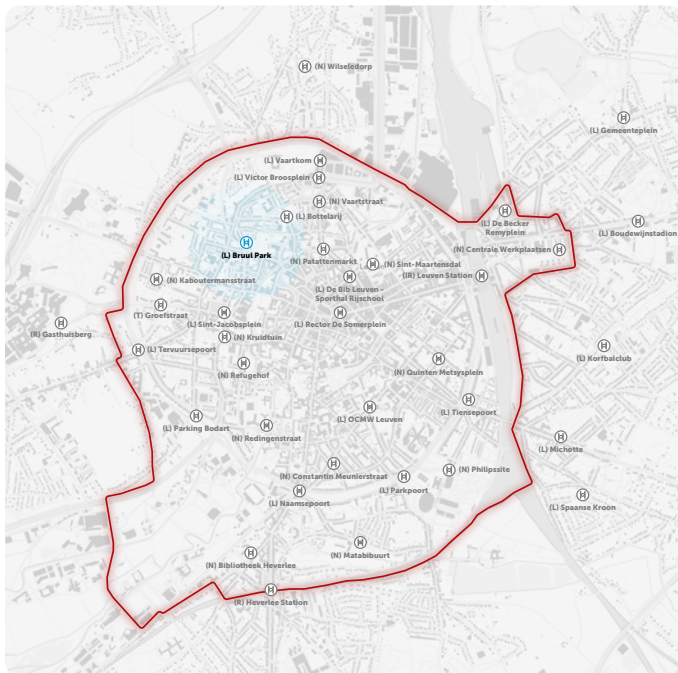 (N) Wilseledorp
(L) Gemeenteplein
(L) Vaartkom
(L) Victor Broosplein
(N) Vaartstraat
(L) Bottelarij
(L) De Becker
Remyplein
(L) Boudewijnstadion
(L) Bruul Park
(N) Patattenmarkt
(N) Sint-Maartensdal
(N) Centrale Werkplaatsen
(IR) Leuven Station
(N) Kaboutermansstraat
(L) De Bib Leuven -
Sporthal Rijschool
(T) Groefstraat
(L) Sint-Jacobsplein
(L) Rector De Somerplein
(R) Gasthuisberg
(N) Kruidtuin
(L) Tervuursepoort
(L) Korfbalclub
(N) Refugehof
(N) Quinten Metsysplein
(L) Parking Bodart
(L) OCMW Leuven
(L) Tiensepoort
(N) Redingenstraat
(L) Michotte
(N) Constantin Meunierstraat
(L) Parkpoort
(N) Philipssite
(L) Naamsepoort
(L) Spaanse Kroon
(N) Matabibuurt
(N) Bibliotheek Heverlee
(R) Heverlee Station